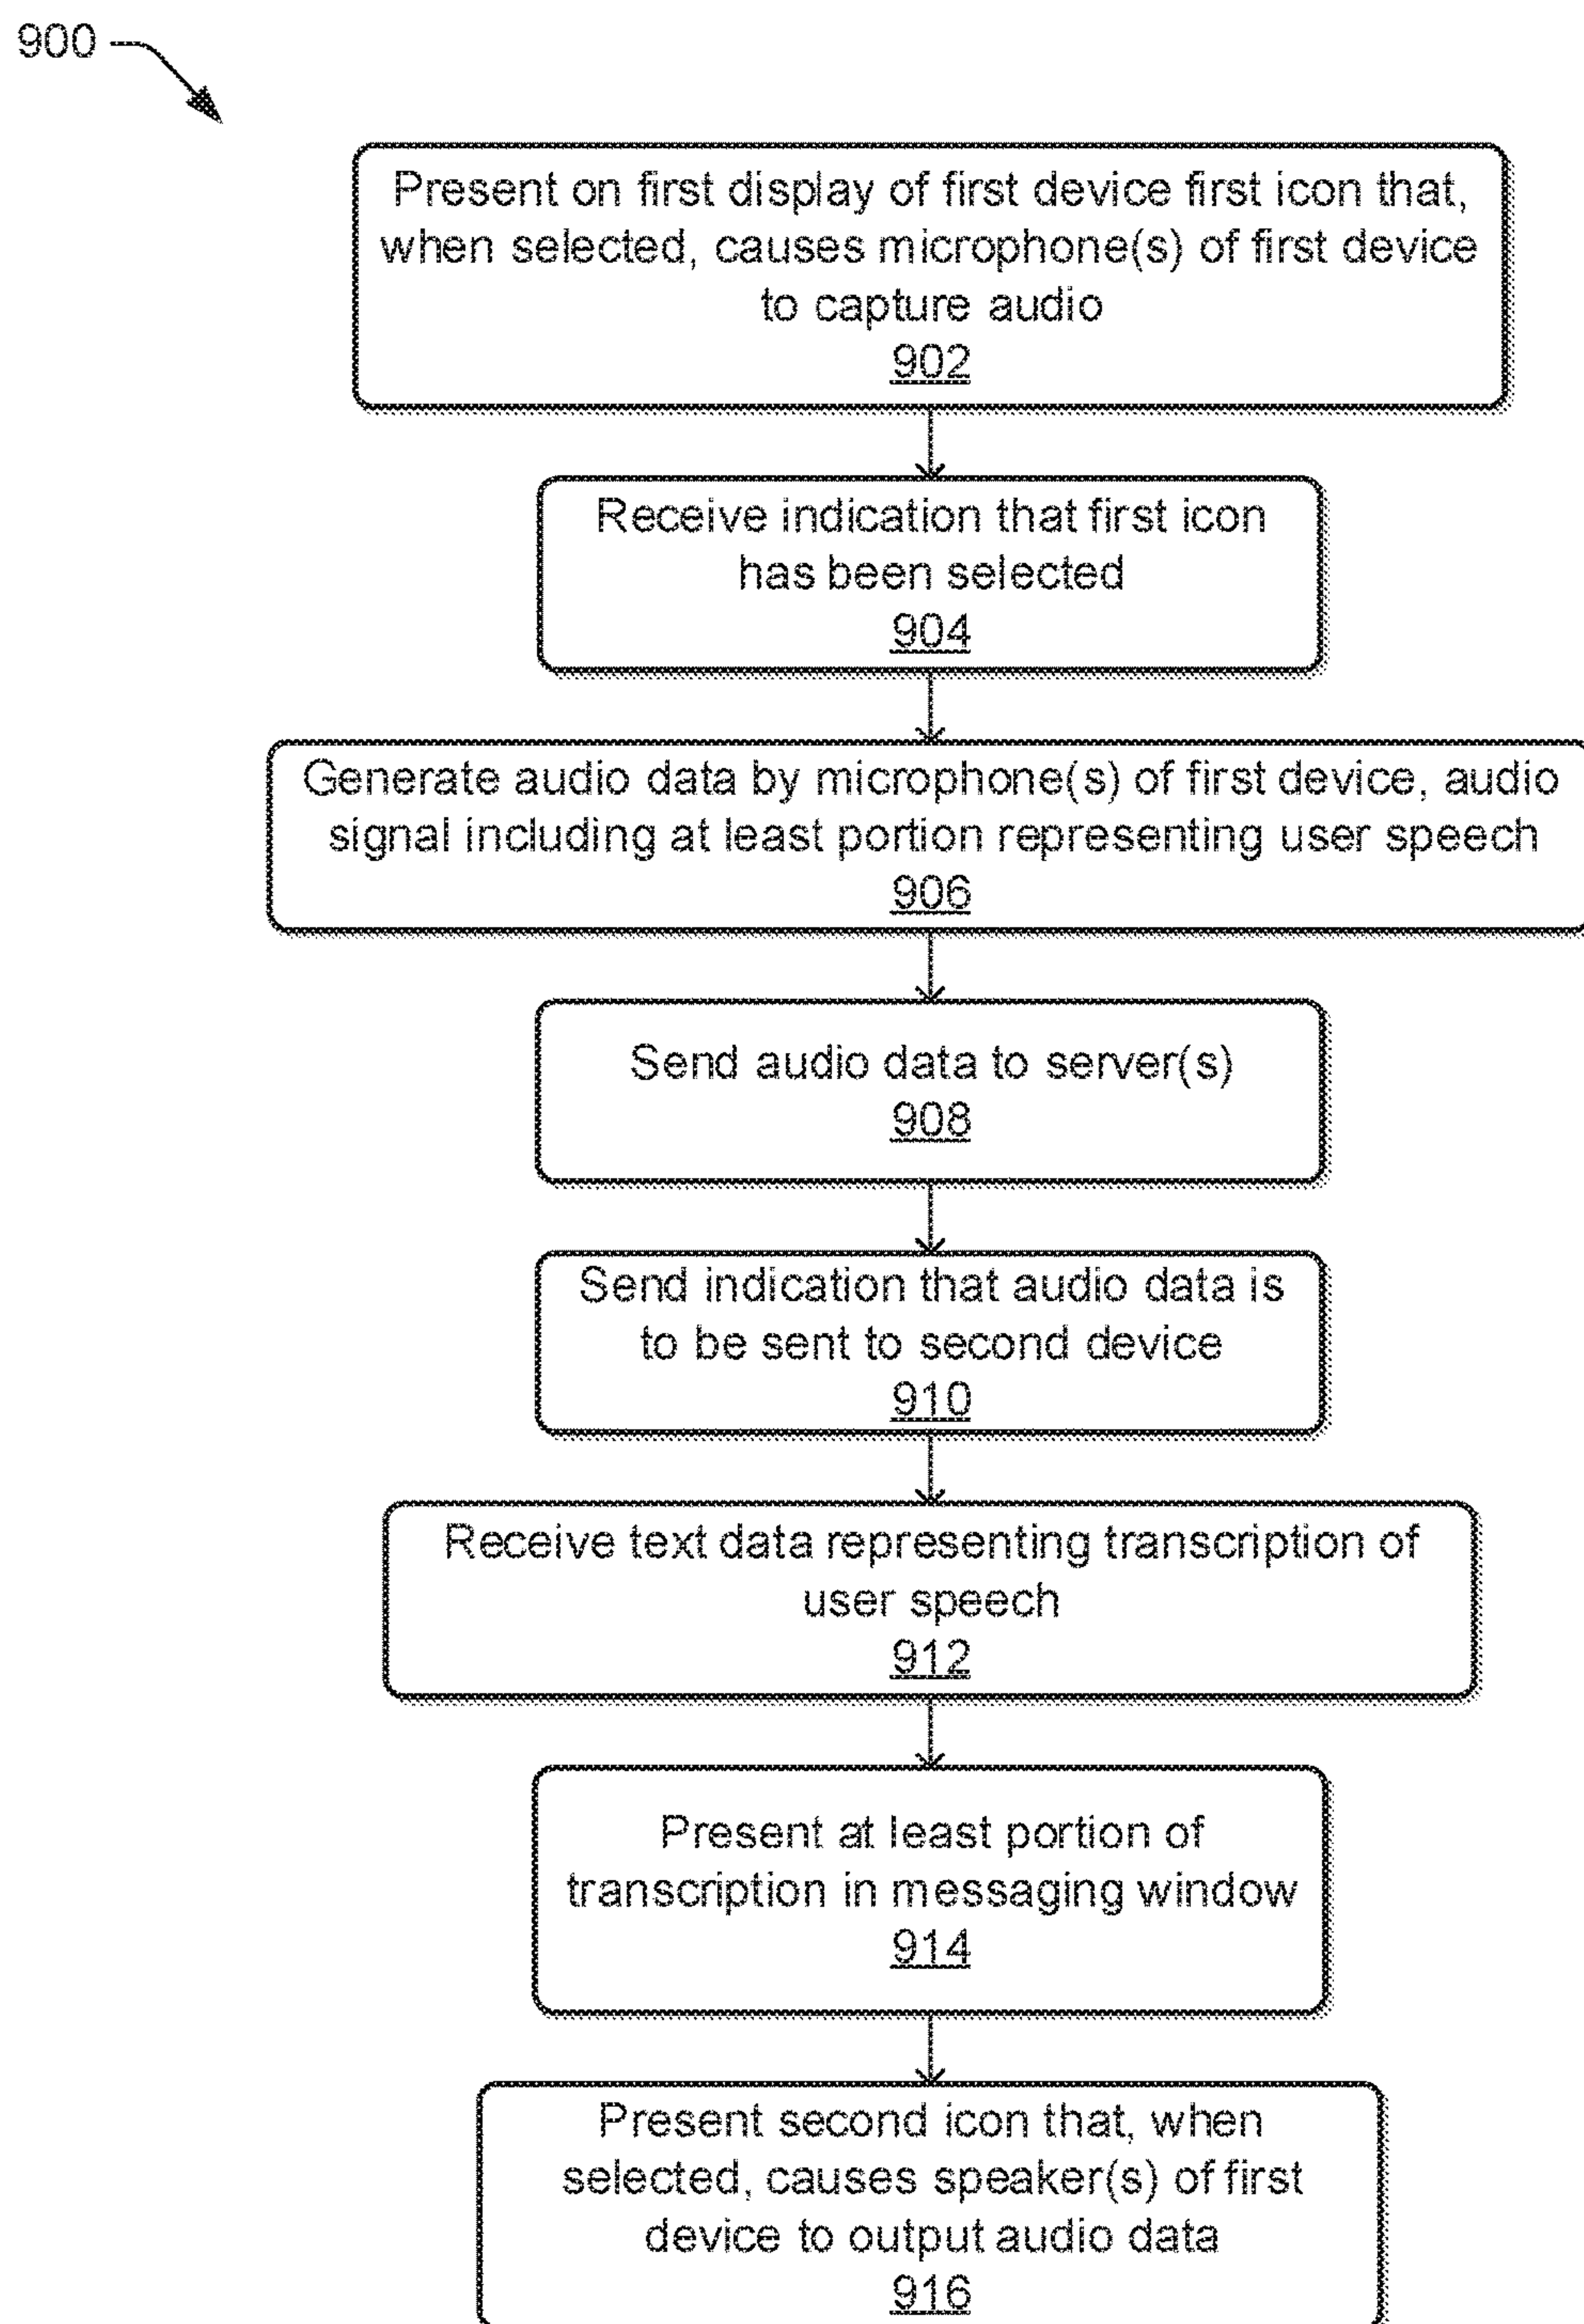 900
Present on first display of first device first icon that,
when selected, causes microphone(s) of first device
to capture audio
902
Receive indication that first icon
has been selected
904
Generate audio data by microphone(s) of first device, audio
signal including at least portion representing user speech
906
Send audio data to server(s)
908
Send indication that audio data is
to be sent to second device
910
Receive text data representing transcription of
user speech
912
Present at least portion of
transcription in messaging window
914
Present second icon that, when
selected, causes speaker(s) of first
device to output audio data
916